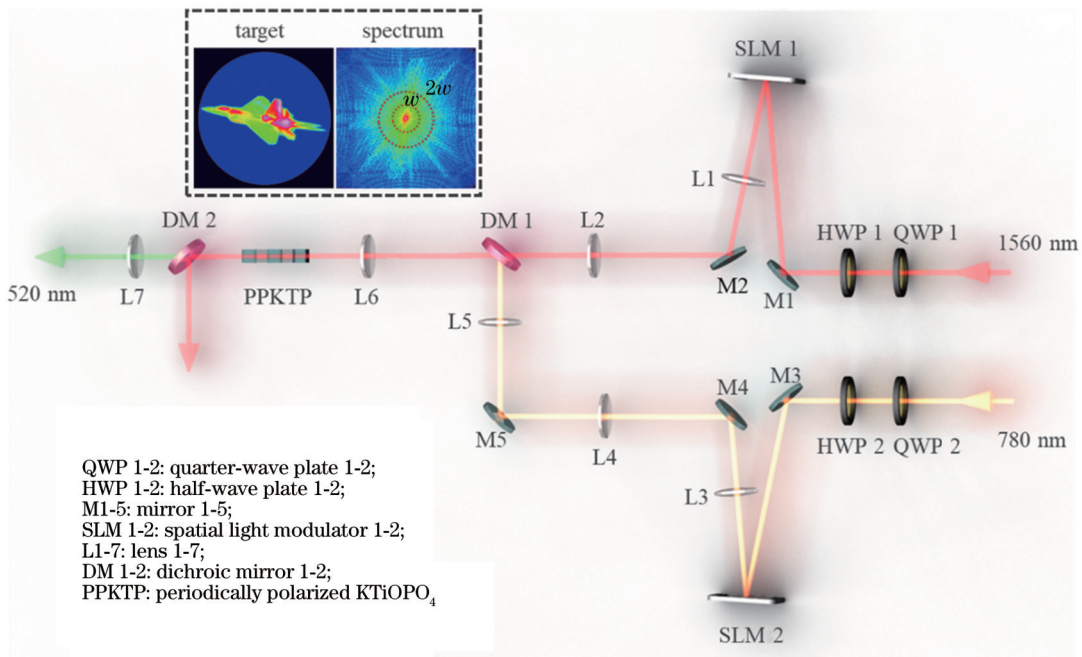 target spectrum
w 2w
SLM 1
L1
DM 2 DM 1 L2
HWP 1 QWP 1
1560 nm
M2 M1
520 nm L7 PPKTP L6
L5
M4 M3
M5
L4
HWP 2 QWP 2
780 nm
L3
SLM 2
QWP 1-2: quarter-wave plate 1-2;
HWP 1-2: half-wave plate 1-2;
M1-5: mirror 1-5;
SLM 1-2: spatial light modulator 1-2;
L1-7: lens 1-7;
DM 1-2: dichroic mirror 1-2;
PPKTP: periodically polarized KTiOPO₄